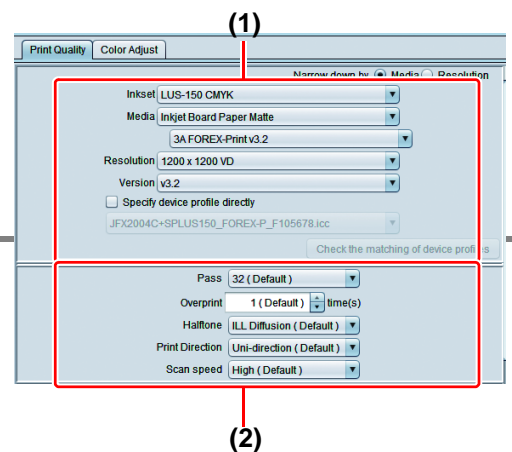 (1)
Print Quality Color Adjust
Narrow down by Media Resolution
Inkset LUS-150 CMYK
Media Inkjet Board Paper Matte
3A FOREX-Print v3.2
Resolution 1200 x 1200 VD
Version v3.2
Specify device profile directly
JFX2004C+SPLUS150_FOREX-P_F105678.icc
Check the matching of device profiles
Pass 32 ( Default )
Overprint 1 ( Default ) time(s)
Halftone ILL Diffusion ( Default )
Print Direction Uni-direction ( Default )
Scan speed High ( Default )
(2)